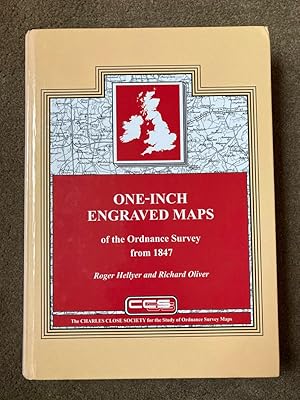 ONE-INCH
ENGRAVED MAPS
of the Ordnance Survey
from 1847
Roger Hellyer and Richard Oliver
CCS
The CHARLES CLOSE SOCIETY for the Study of Ordnance Survey Maps